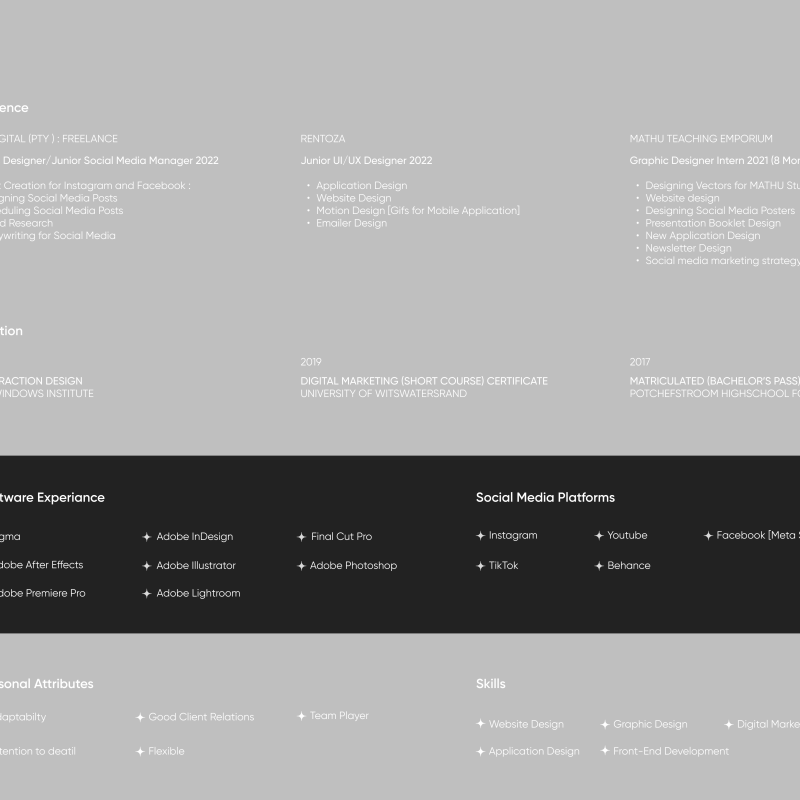 ence
GITAL (PTY ) : FREELANCE
Designer/Junior Social Media Manager 2022
Creation for Instagram and Facebook :
gning Social Media Posts
eduling Social Media Posts
d Research
ywriting for Social Media
RENTOZA
Junior UI/UX Designer 2022
• Application Design
• Website Design
• Motion Design [Gifs for Mobile Application]
• Emailer Design
MATHU TEACHING EMPORIUM
Graphic Designer Intern 2021 (8 Mon
• Designing Vectors for MATHU Stu
• Website design
• Designing Social Media Posters
• Presentation Booklet Design
• New Application Design
• Newsletter Design
• Social media marketing strategy
tion
RACTION DESIGN
INDOWS INSTITUTE
2019
DIGITAL MARKETING (SHORT COURSE) CERTIFICATE
UNIVERSITY OF WITSWATERSRAND
2017
MATRICULATED (BACHELOR'S PASS)
POTCHEFSTROOM HIGHSCHOOL FO
tware Experiance
gma
dobe After Effects
dobe Premiere Pro
Adobe InDesign
Adobe Illustrator
Adobe Lightroom
Final Cut Pro
Adobe Photoshop
Social Media Platforms
Instagram
Youtube
Facebook [Meta S
TikTok
Behance
sonal Attributes
daptabilty
Good Client Relations
Team Player
tention to deatil
Flexible
Skills
Website Design
Graphic Design
Digital Marke
Application Design
Front-End Development